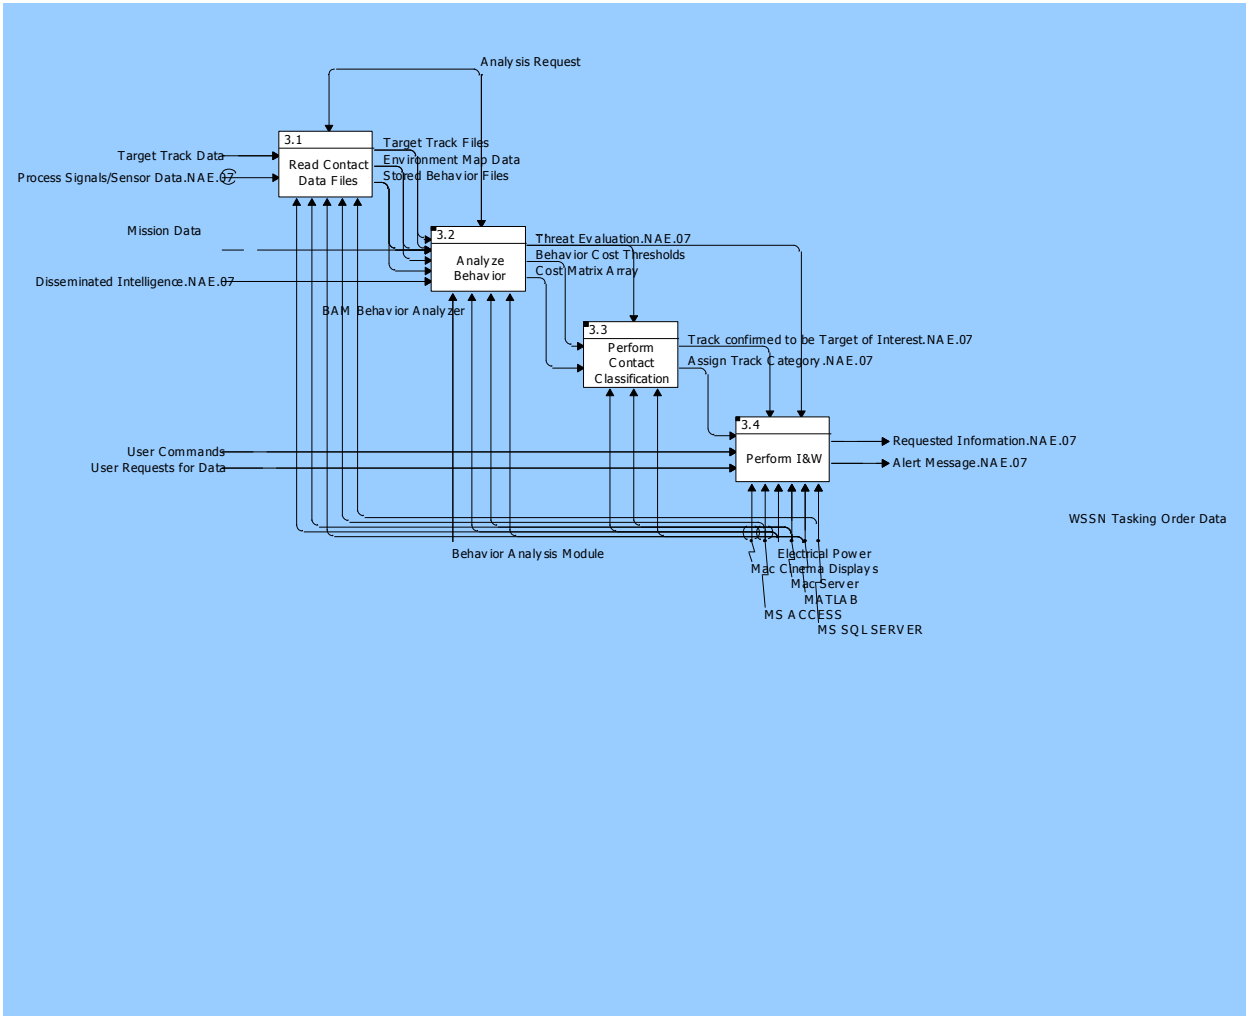 Analysis Request
3.1
Read Contact
Data Files
Target Track Data
Process Signals/Sensor Data.NAE.07
Target Track Files
Environment Map Data
Stored Behavior Files
Mission Data
Disseminated Intelligence.NAE.07
3.2
Analyze
Behavior
BAM Behavior Analyzer
Threat Evaluation.NAE.07
Behavior Cost Thresholds
Cost Matrix Array
3.3
Perform
Contact
Classification
Track confirmed to be Target of Interest.NAE.07
Assign Track Category.NAE.07
3.4
Perform I&W
User Commands
User Requests for Data
Requested Information.NAE.07
Alert Message.NAE.07
WSSN Tasking Order Data
Behavior Analysis Module
Electrical Power
Mac Cinema Displays
Mac Server
MATLAB
MS ACCESS
MS SQL SERVER